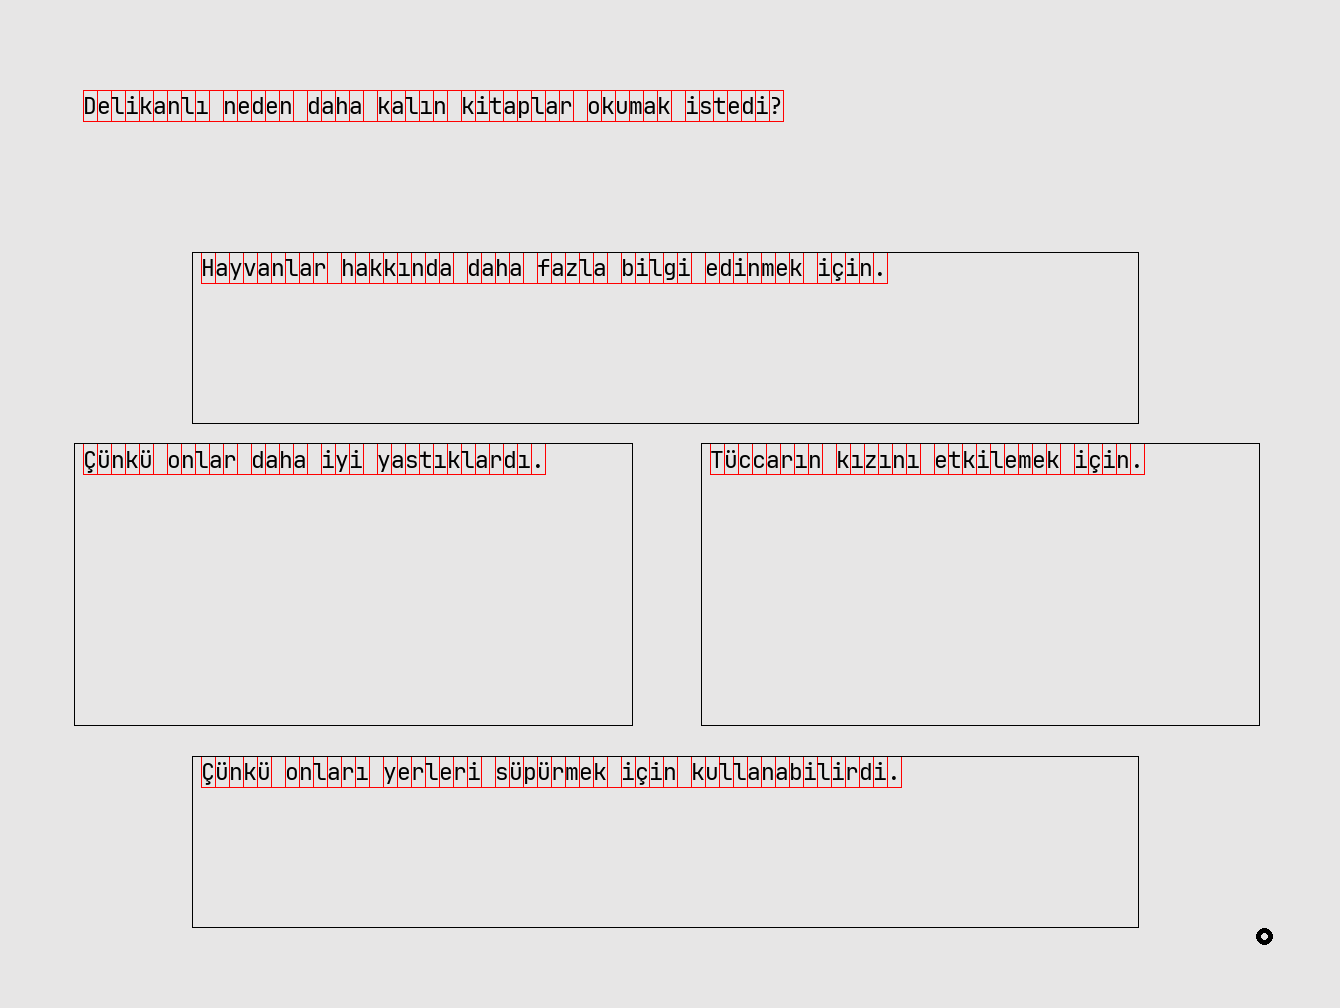 Delikanlı neden daha kalın kitaplar okumak istedi?
Hayvanlar hakkında daha fazla bilgi edinmek için.
Çünkü onlar daha iyi yastıklardı.
Tüccarın kızını etkilemek için.
Çünkü onları yerleri süpürmek için kullanabilirdi.